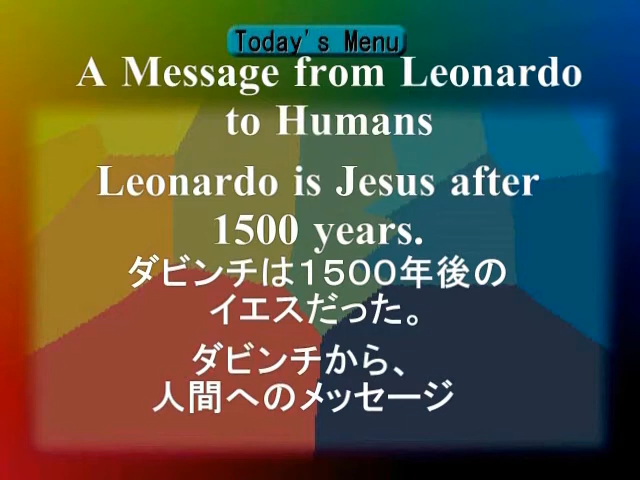 Today's Menu
A Message from Leonardo
to Humans
Leonardo is Jesus after
1500 years.
ダビンチは１５００年後の
イエスだった。
ダビンチから、
人間へのメッセージ